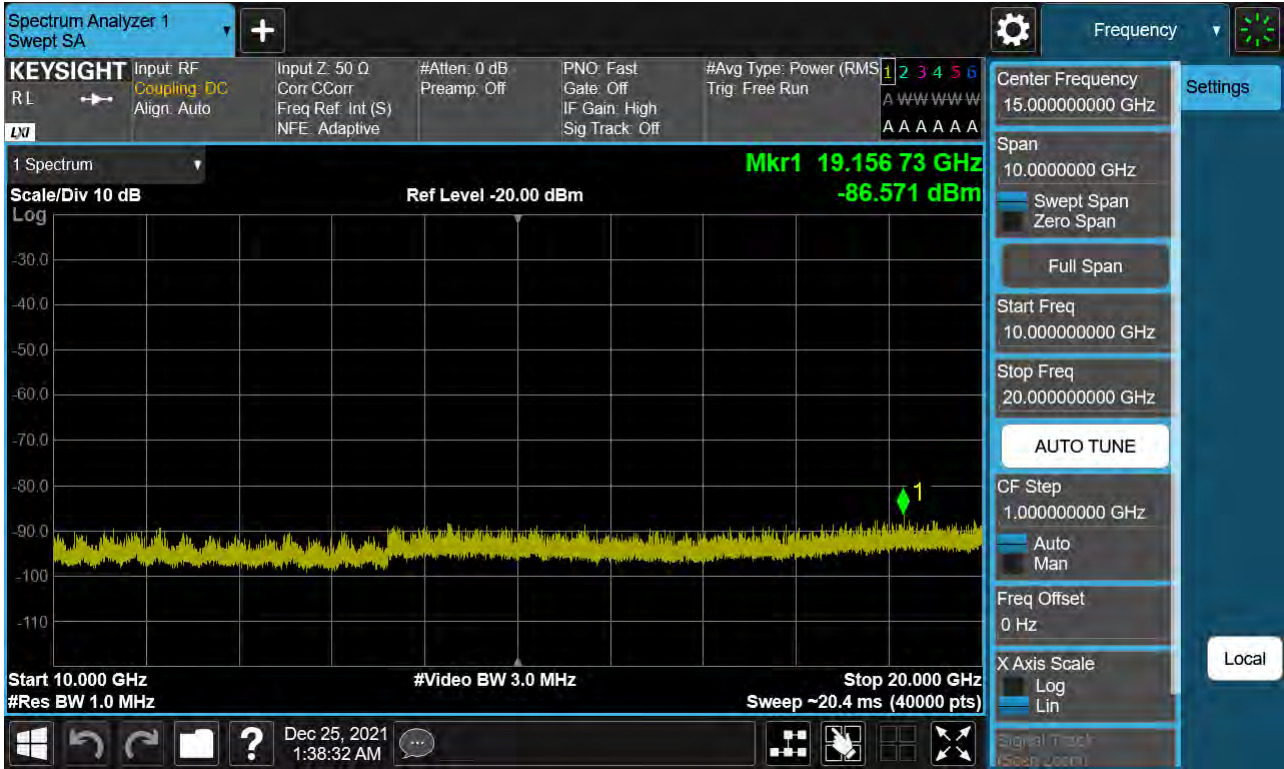 Spectrum Analyzer 1
Swept SA
Frequency
KEYSIGHT
R L
LXI
Input: RF
Coupling: DC
Align: Auto
Input Z: 50 Ω
Corr CCorr
Freq Ref: Int (S)
NFE: Adaptive
#Atten: 0 dB
Preamp: Off
PNO: Fast
Gate: Off
IF Gain: High
Sig Track: Off
#Avg Type: Power (RMS
Trig: Free Run
1 2 3 4 5 6
A W W W W W
A A A A A A
1 Spectrum
Scale/Div 10 dB
Ref Level -20.00 dBm
Mkr1 19.156 73 GHz
-86.571 dBm
Log
-30.0
-40.0
-50.0
-60.0
-70.0
-80.0
-90.0
-100
-110
1
Start 10.000 GHz
#Video BW 3.0 MHz
Stop 20.000 GHz
#Res BW 1.0 MHz
Sweep ~20.4 ms (40000 pts)
Center Frequency
15.000000000 GHz
Span
10.0000000 GHz
Swept Span
Zero Span
Full Span
Start Freq
10.000000000 GHz
Stop Freq
20.000000000 GHz
AUTO TUNE
CF Step
1.000000000 GHz
Auto
Man
Freq Offset
0 Hz
X Axis Scale
Log
Lin
Signal Track
(Span Zoom)
Settings
Local
?
Dec 25, 2021
1:38:32 AM